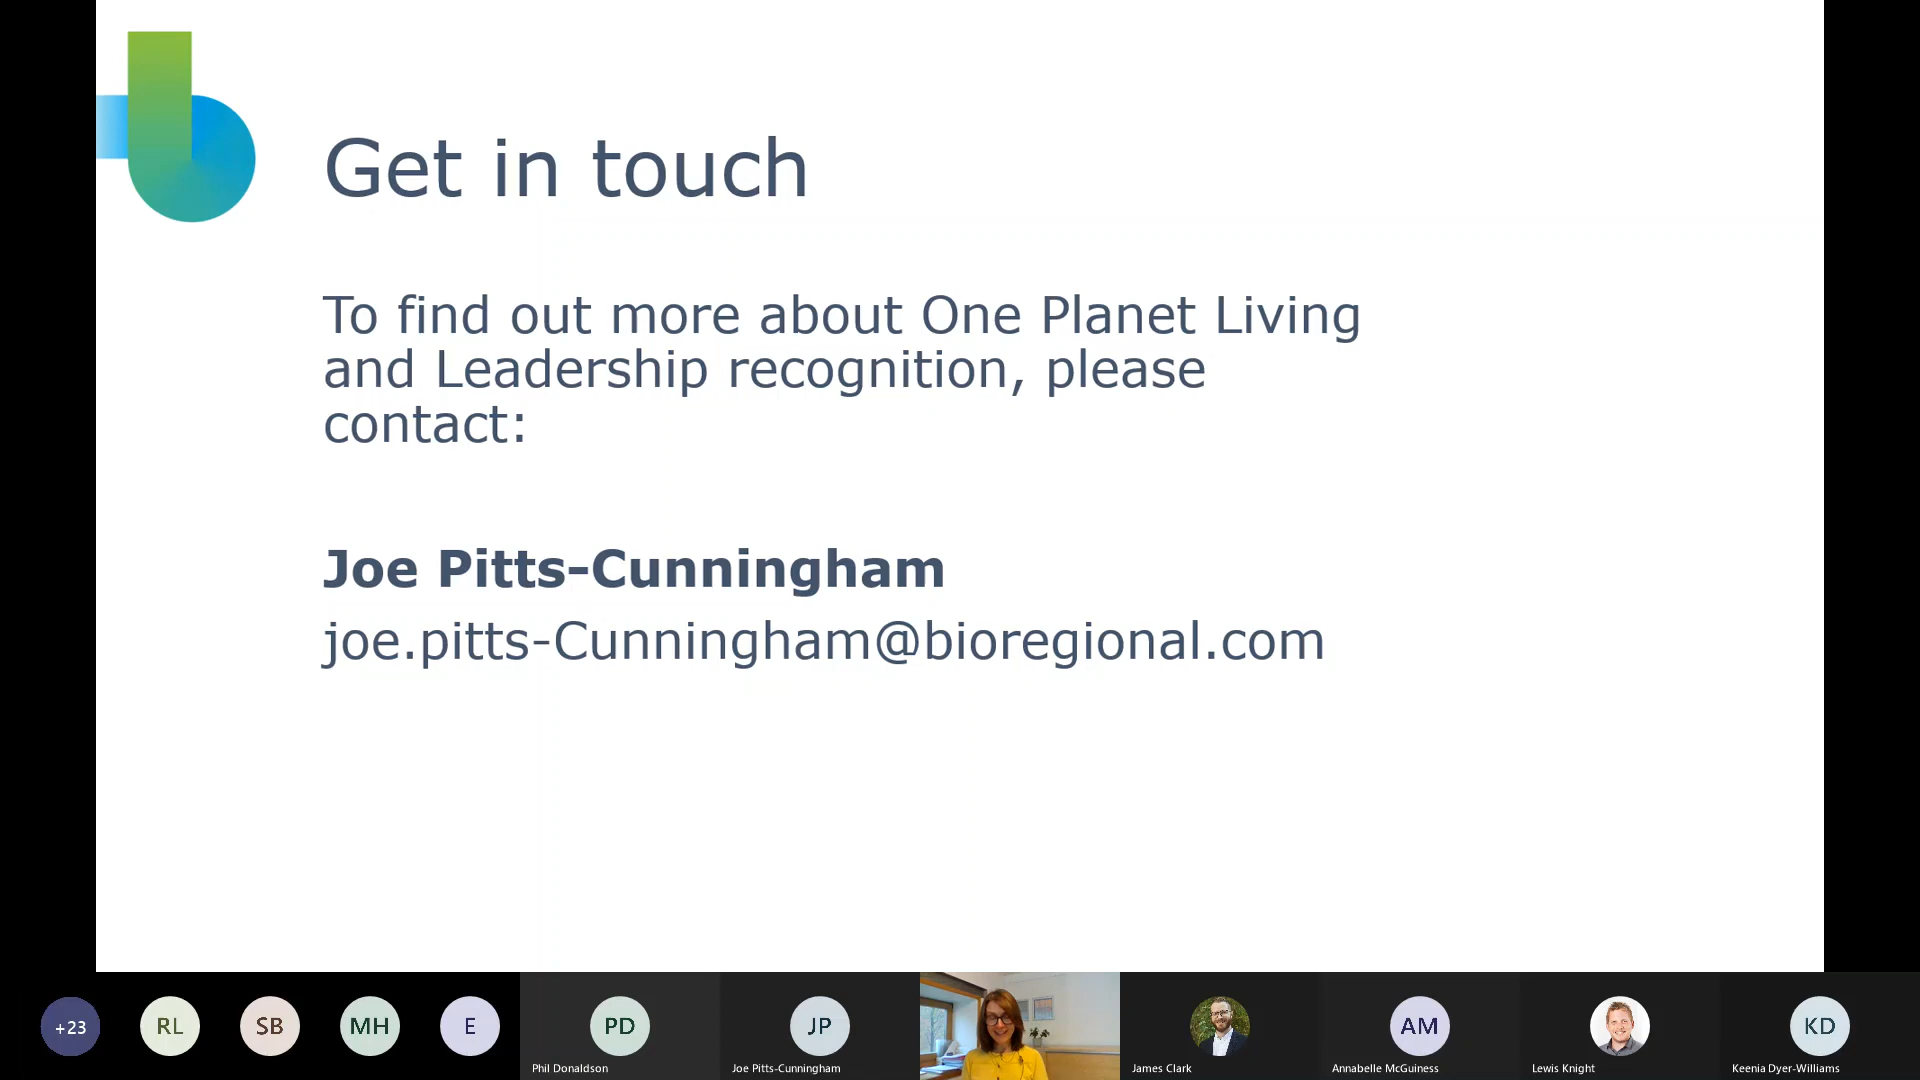 Get in touch
To find out more about One Planet Living
and Leadership recognition, please
contact:
Joe Pitts-Cunningham
joe.pitts-Cunningham@bioregional.com
+23
RL
SB
MH
E
PD
JP
AM
KD
Phil Donaldson
Joe Pitts-Cunningham
James Clark
Annabelle McGuiness
Lewis Knight
Keenia Dyer-Williams